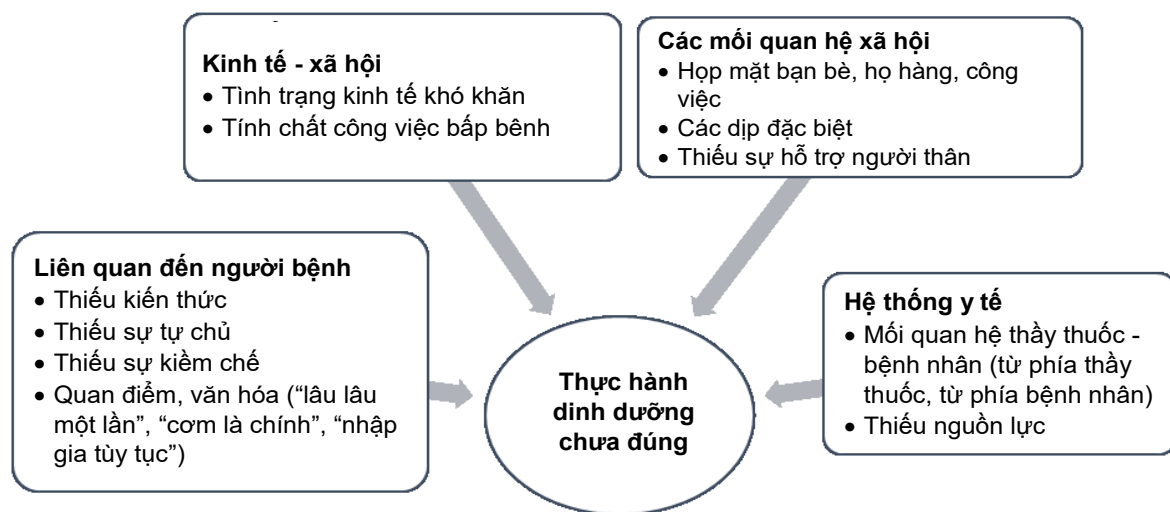 Kinh tế - xã hội
• Tình trạng kinh tế khó khăn
• Tính chất công việc bấp bênh
Các mối quan hệ xã hội
• Họp mặt bạn bè, họ hàng, công
việc
• Các dịp đặc biệt
• Thiếu sự hỗ trợ người thân
Liên quan đến người bệnh
• Thiếu kiến thức
• Thiếu sự tự chủ
• Thiếu sự kiềm chế
• Quan điểm, văn hóa (“lâu lâu
một lần”, “cơm là chính”, “nhập
gia tùy tục”)
Hệ thống y tế
• Mối quan hệ thầy thuốc -
bệnh nhân (từ phía thầy
thuốc, từ phía bệnh nhân)
• Thiếu nguồn lực
Thực hành
dinh dưỡng
chưa đúng